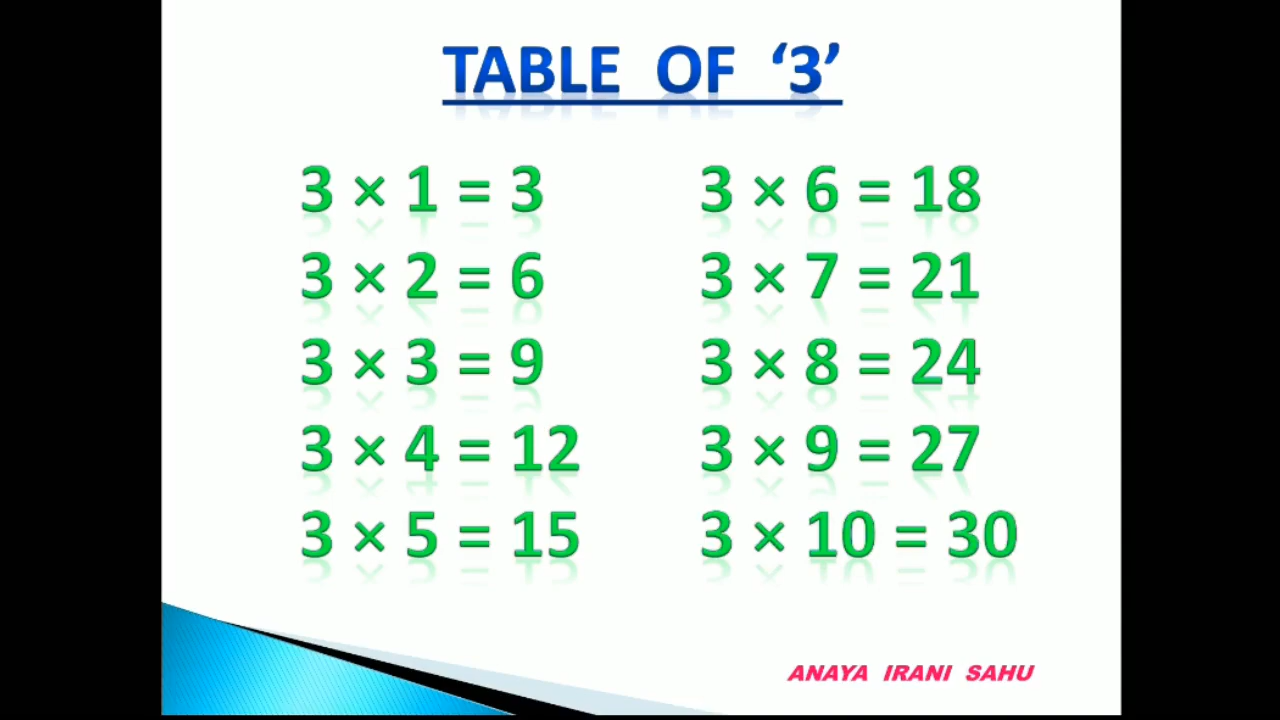 TABLE OF ‘3’
3 × 1 = 3
3 × 2 = 6
3 × 3 = 9
3 × 4 = 12
3 × 5 = 15
3 × 6 = 18
3 × 7 = 21
3 × 8 = 24
3 × 9 = 27
3 × 10 = 30
ANAYA IRANI SAHU